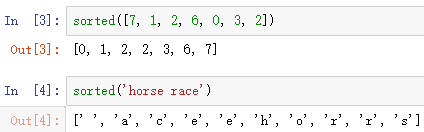 In [3]: sorted([7, 1, 2, 6, 0, 3, 2])
Out[3]: [0, 1, 2, 2, 3, 6, 7]
In [4]: sorted('horse race')
Out[4]: [' ', 'a', 'c', 'e', 'e', 'h', 'o', 'r', 'r', 's']